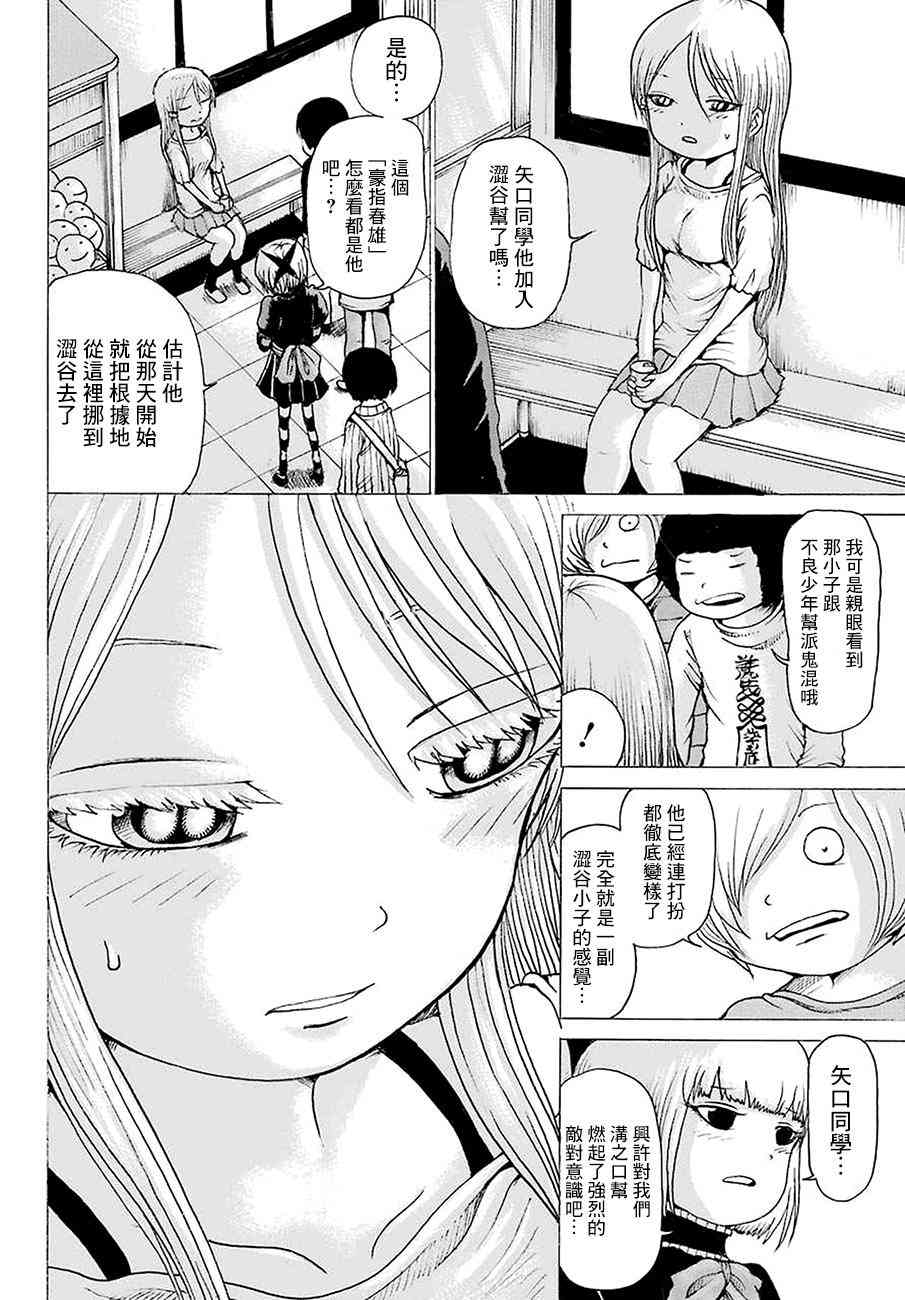 矢口同學他加入
澀谷幫了嗎…
是的…
這個
「豪指春雄」
怎麼看都是他
吧…？
估計他
從那天開始
就把根據地
從這裡挪到
澀谷去了
我可是親眼看到
那小子跟
不良少年幫派鬼混哦
！
他已經連打扮
都徹底變樣了
完全就是一副
澀谷小子的感覺…
矢口同學…
興許對我們
溝之口幫
燃起了強烈的
敵對意識吧…